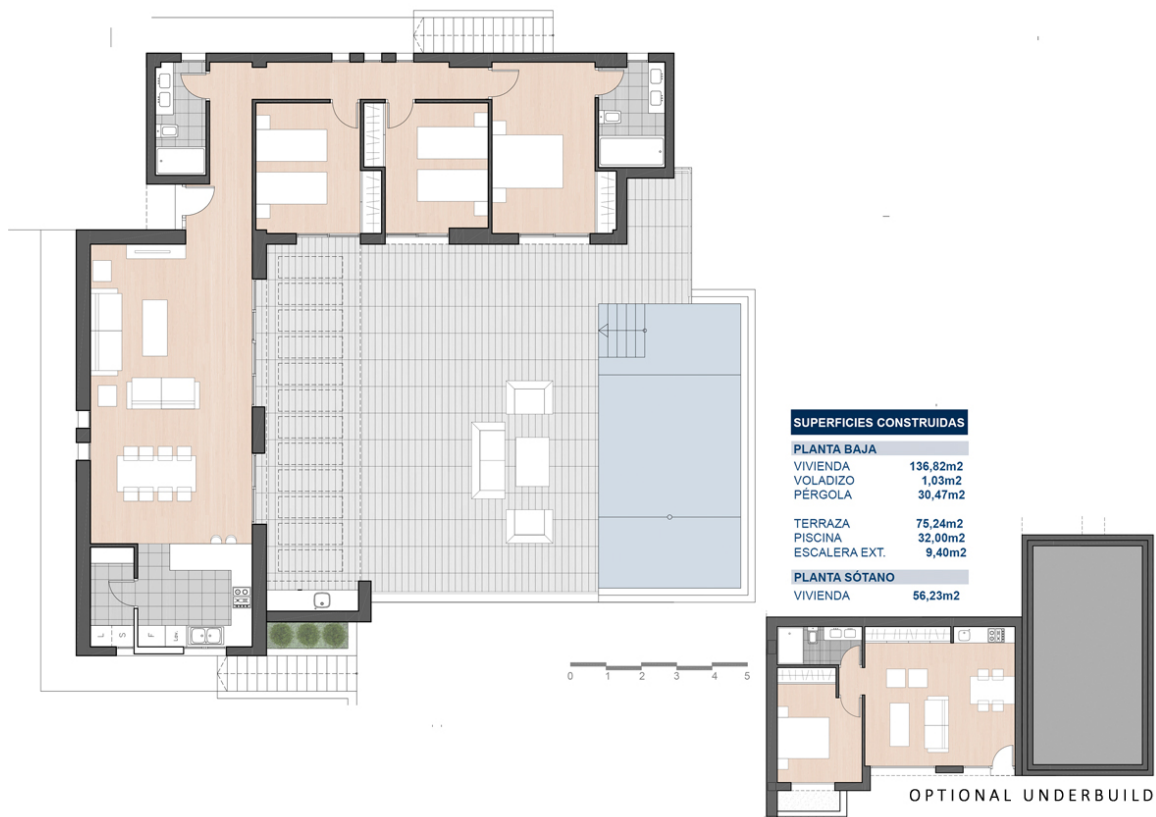 SUPERFICIES CONSTRUIDAS
PLANTA BAJA
VIVIENDA 136,82m2
VOLADIZO 1,03m2
PÉRGOLA 30,47m2
TERRAZA 75,24m2
PISCINA 32,00m2
ESCALERA EXT. 9,40m2
PLANTA SÓTANO
VIVIENDA 56,23m2
L S F Lav.
0 1 2 3 4 5
OPTIONAL UNDERBUILD